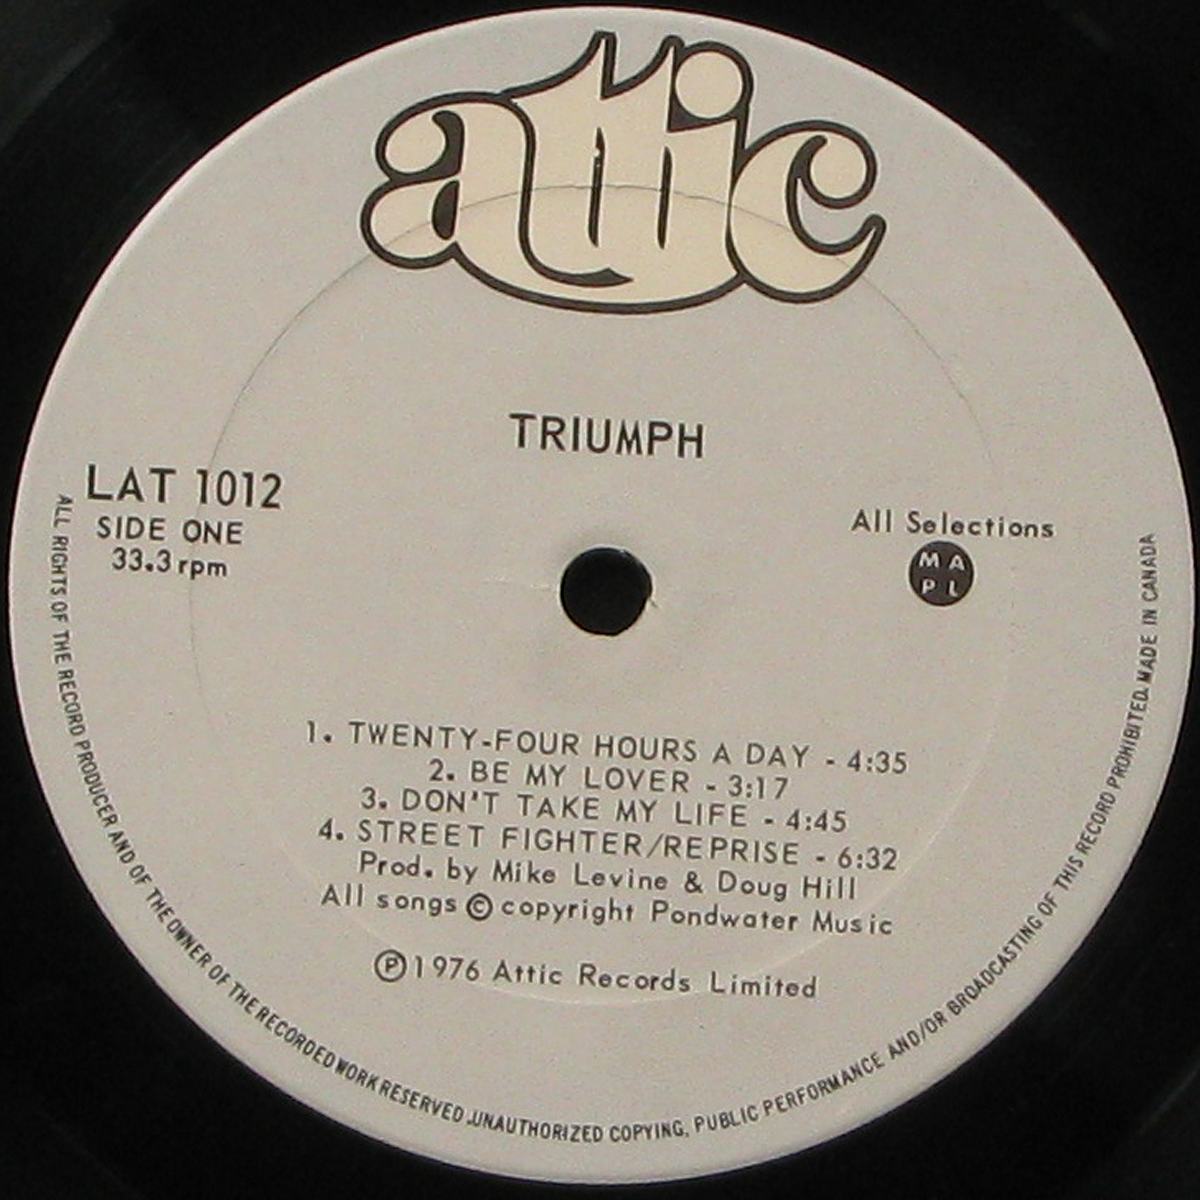 attic
TRIUMPH
LAT 1012
SIDE ONE
33.3 rpm
All Selections
M A
P L
1. TWENTY-FOUR HOURS A DAY - 4:35
2. BE MY LOVER - 3:17
3. DON'T TAKE MY LIFE - 4:45
4. STREET FIGHTER/REPRISE - 6:32
Prod. by Mike Levine & Doug Hill
All songs © copyright Pondwater Music
℗1976 Attic Records Limited
ALL RIGHTS OF THE RECORD PRODUCER AND OF THE OWNER OF THE RECORDED WORK RESERVED. UNAUTHORIZED COPYING, PUBLIC PERFORMANCE AND/OR BROADCASTING OF THIS RECORD PROHIBITED. MADE IN CANADA